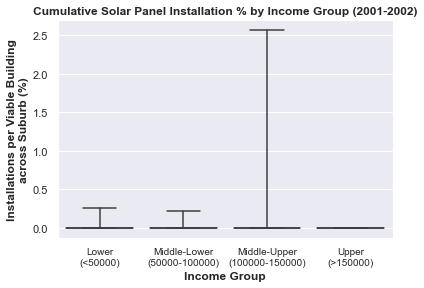 Cumulative Solar Panel Installation % by Income Group (2001-2002)
Installations per Viable Building
across Suburb (%)
2.5
2.0
1.5
1.0
0.5
0.0
Lower
(<50000)
Middle-Lower
(50000-100000)
Middle-Upper
(100000-150000)
Upper
(>150000)
Income Group